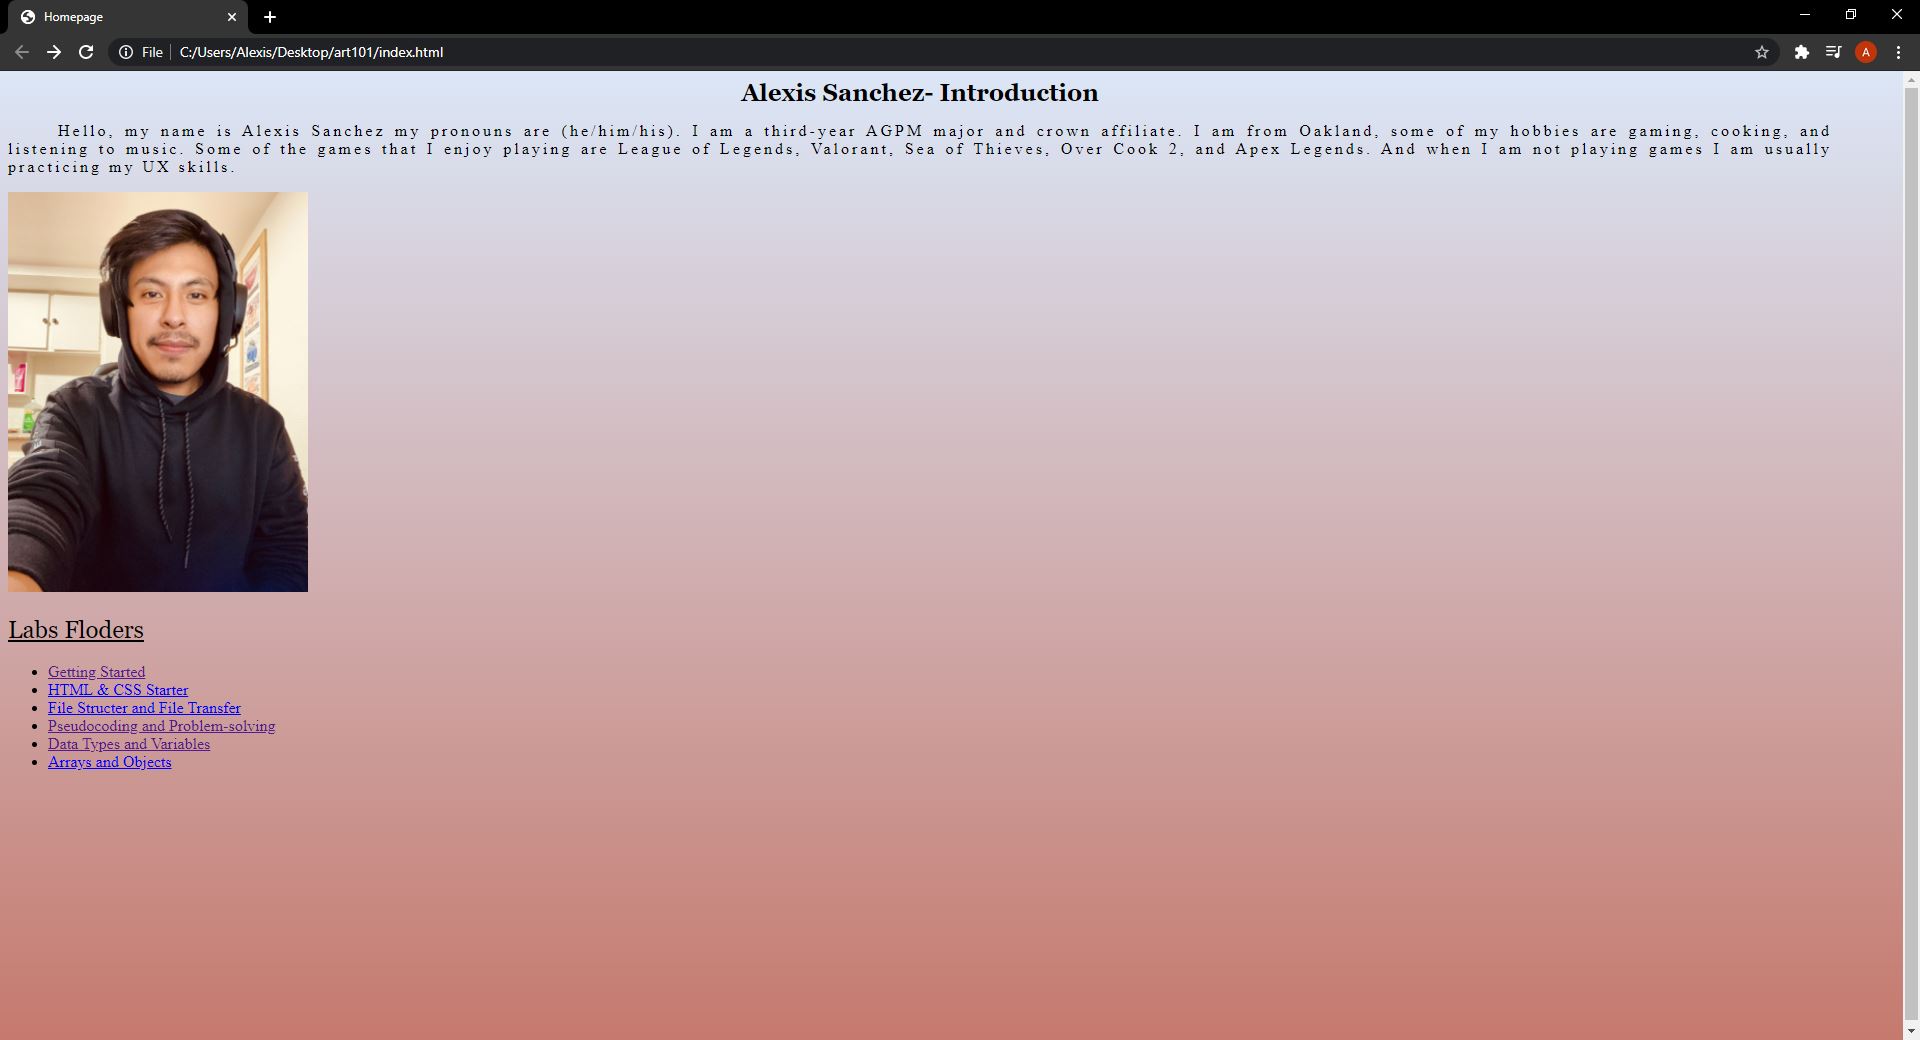 Homepage
File
C:/Users/Alexis/Desktop/art101/index.html
A
Alexis Sanchez- Introduction
Hello, my name is Alexis Sanchez my pronouns are (he/him/his). I am a third-year AGPM major and crown affiliate. I am from Oakland, some of my hobbies are gaming, cooking, and
listening to music. Some of the games that I enjoy playing are League of Legends, Valorant, Sea of Thieves, Over Cook 2, and Apex Legends. And when I am not playing games I am usually
practicing my UX skills.
Labs Floders
Getting Started
HTML & CSS Starter
File Structer and File Transfer
Pseudocoding and Problem-solving
Data Types and Variables
Arrays and Objects